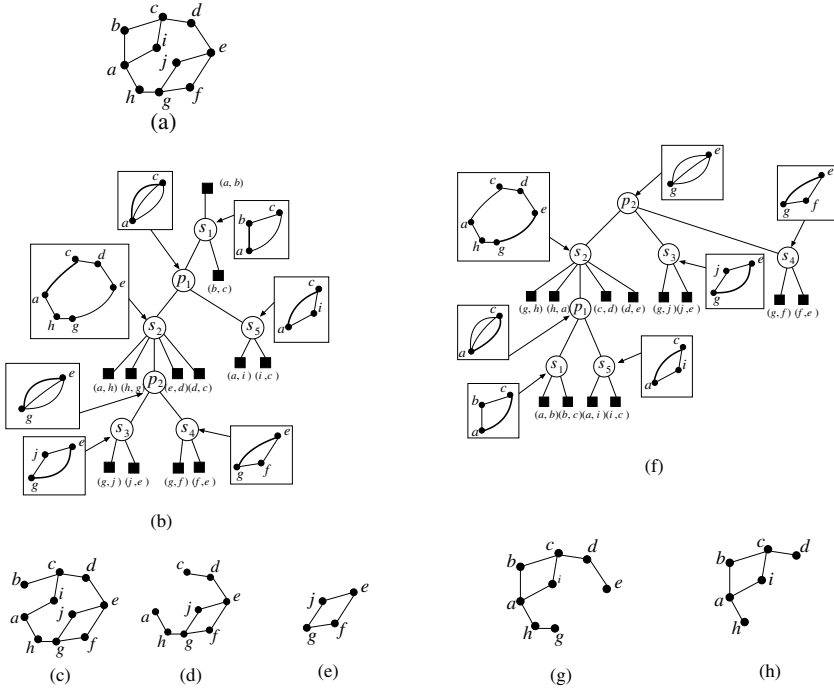 c
d
b
e
i
j
a
h
g
f
(a)
c
a
(a, b)
s1
b
c
a
(b, c)
p1
c
d
e
a
h
g
s2
s5
c
i
a
(a, h) (h, g) (e, d)(d, c)
(a, i) (i, c)
p2
e
g
s3
s4
j
e
g
e
g
f
(g, j) (j, e)
(g, f) (f, e)
(b)
c
d
b
i
e
a
j
h
g
f
(c)
c
d
a
j
e
h
g
f
(d)
j
e
g
f
(e)
e
g
p2
e
g
f
c
d
e
a
h
g
s2
s3
s4
j
e
g
(g, h) (h, a) (c, d) (d, e)
(g, j)(j, e)
(g, f) (f, e)
p1
c
a
s1
s5
c
i
a
b
c
a
(a, b)(b, c)(a, i)(i, c)
(f)
c
d
b
i
e
a
h
g
(g)
c
d
b
i
a
h
(h)